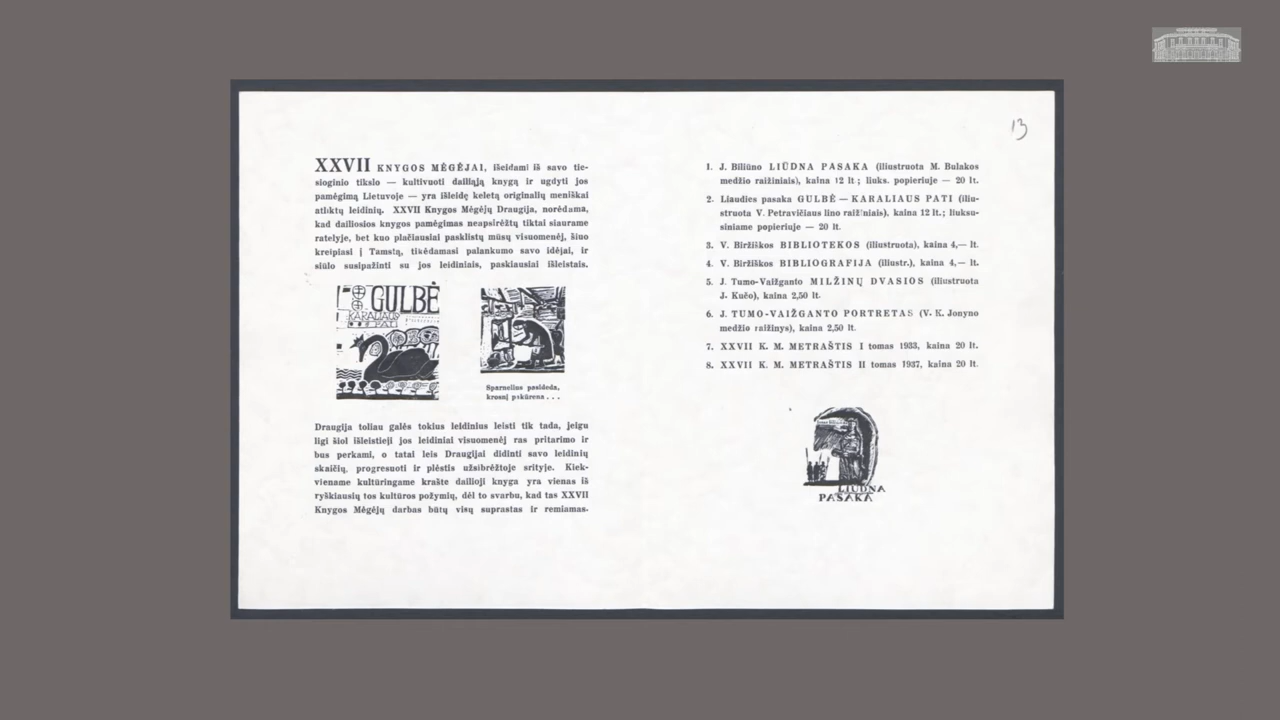 XXVII KNYGOS MĖGĖJAI, išeidami iš savo tie-
sioginio tikslo — kultivuoti dailiąją knygą ir ugdyti jos
pamėgimą Lietuvoje — yra išleidę keletą originalių meniškai
atliktų leidinių. XXVII Knygos Mėgėjų Draugija, norėdama,
kad dailiosios knygos pamėgimas neapsirėžtų tiktai siaurame
ratelyje, bet kuo plačiausiai pasklistų mūsų visuomenėj, šiuo
kreipiasi į Tamstą, tikėdamasi palankumo savo idėjai, ir
siūlo susipažinti su jos leidiniais, paskiausiai išleistais.
GULBĖ
KARALIAUS
PATI
Sparnelius pasideda,
krosnį pakūrena . . .
Draugija toliau galės tokius leidinius leisti tik tada, jeigu
ligi šiol išleistieji jos leidiniai visuomenėj ras pritarimo ir
bus perkami, o tatai leis Draugijai didinti savo leidinių
skaičių, progresuoti ir plėstis užsibrėžtoje srityje. Kiek-
viename kultūringame krašte dailioji knyga yra vienas iš
ryškiausių tos kultūros požymių, dėl to svarbu, kad tas XXVII
Knygos Mėgėjų darbas būtų visų suprastas ir remiamas.
13
1. J. Biliūno LIŪDNA PASAKA (iliustruota M. Bulakos
medžio raižiniais), kaina 12 lt ; liuks. popieriuje — 20 lt.
2. Liaudies pasaka GULBĖ — KARALIAUS PATI (iliu-
struota V. Petravičiaus lino raižiniais), kaina 12 lt. ; liuksu-
siniame popieriuje — 20 lt.
3. V. Biržiškos BIBLIOTEKOS (iliustruota), kaina 4,— lt.
4. V. Biržiškos BIBLIOGRAFIJA (iliustr.), kaina 4,— lt.
5. J. Tumo-Vaižganto MILŽINŲ DVASIOS (iliustruota
J. Kučo), kaina 2,50 lt.
6. J. TUMO-VAIŽGANTO PORTRETAS (V. K. Jonyno
medžio raižinys), kaina 2,50 lt.
7. XXVII K. M. METRAŠTIS I tomas 1933, kaina 20 lt.
8. XXVII K. M. METRAŠTIS II tomas 1937, kaina 20 lt.
LIŪDNA
PASAKA